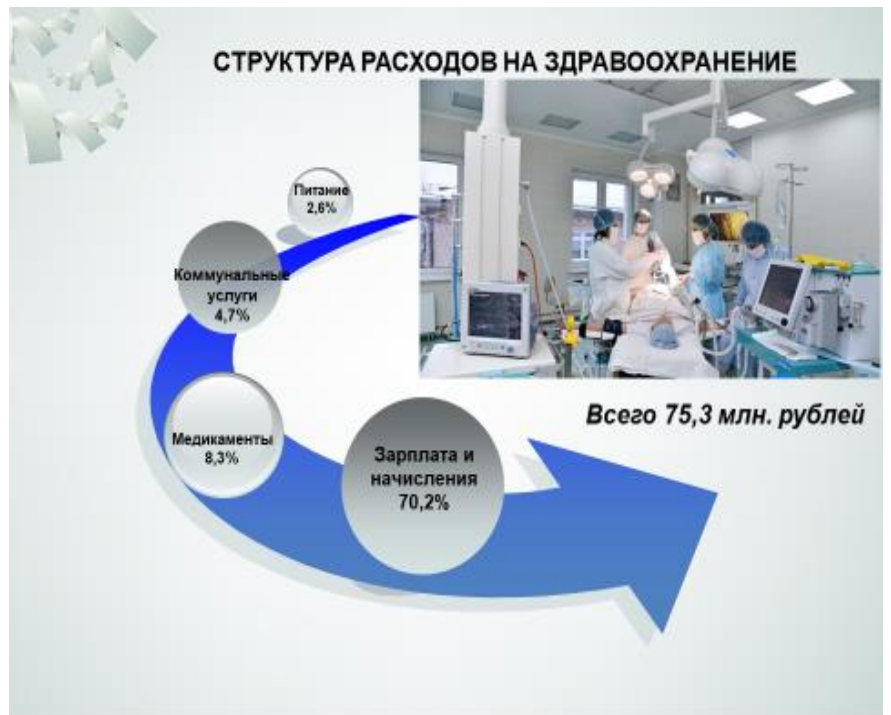 СТРУКТУРА РАСХОДОВ НА ЗДРАВООХРАНЕНИЕ
Питание
2,6%
Коммунальные
услуги
4,7%
Медикаменты
8,3%
Зарплата и
начисления
70,2%
Всего 75,3 млн. рублей